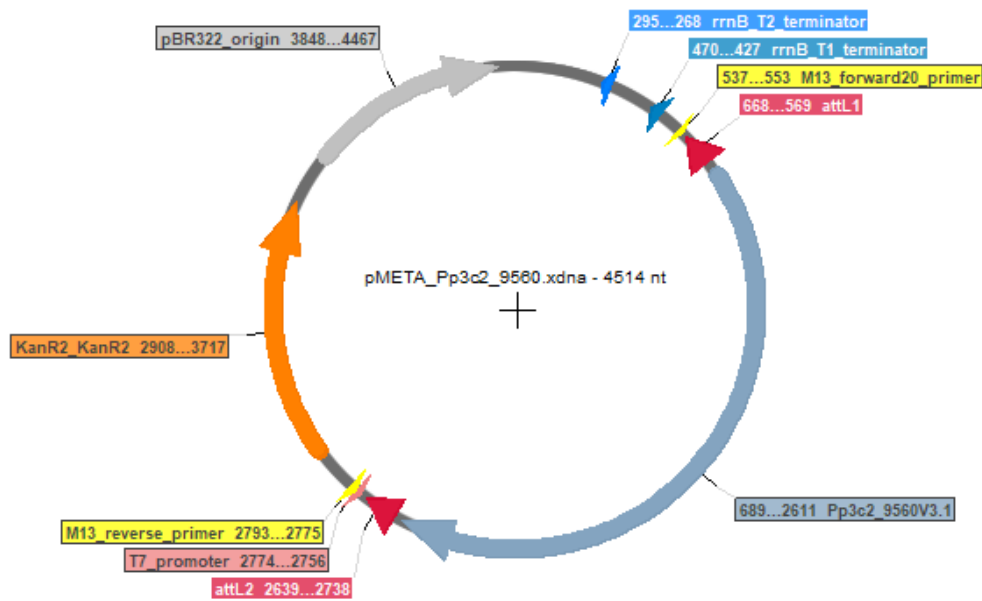 295...268 rrnB_T2_terminator
pBR322_origin 3848...4467
470...427 rrnB_T1_terminator
537...553 M13_forward20_primer
668...569 attL1
pMETA_Pp3c2_9560.xdna - 4514 nt
KanR2_KanR2 2908...3717
689...2611 Pp3c2_9560V3.1
M13_reverse_primer 2793...2775
T7_promoter 2774...2756
attL2 2639...2738